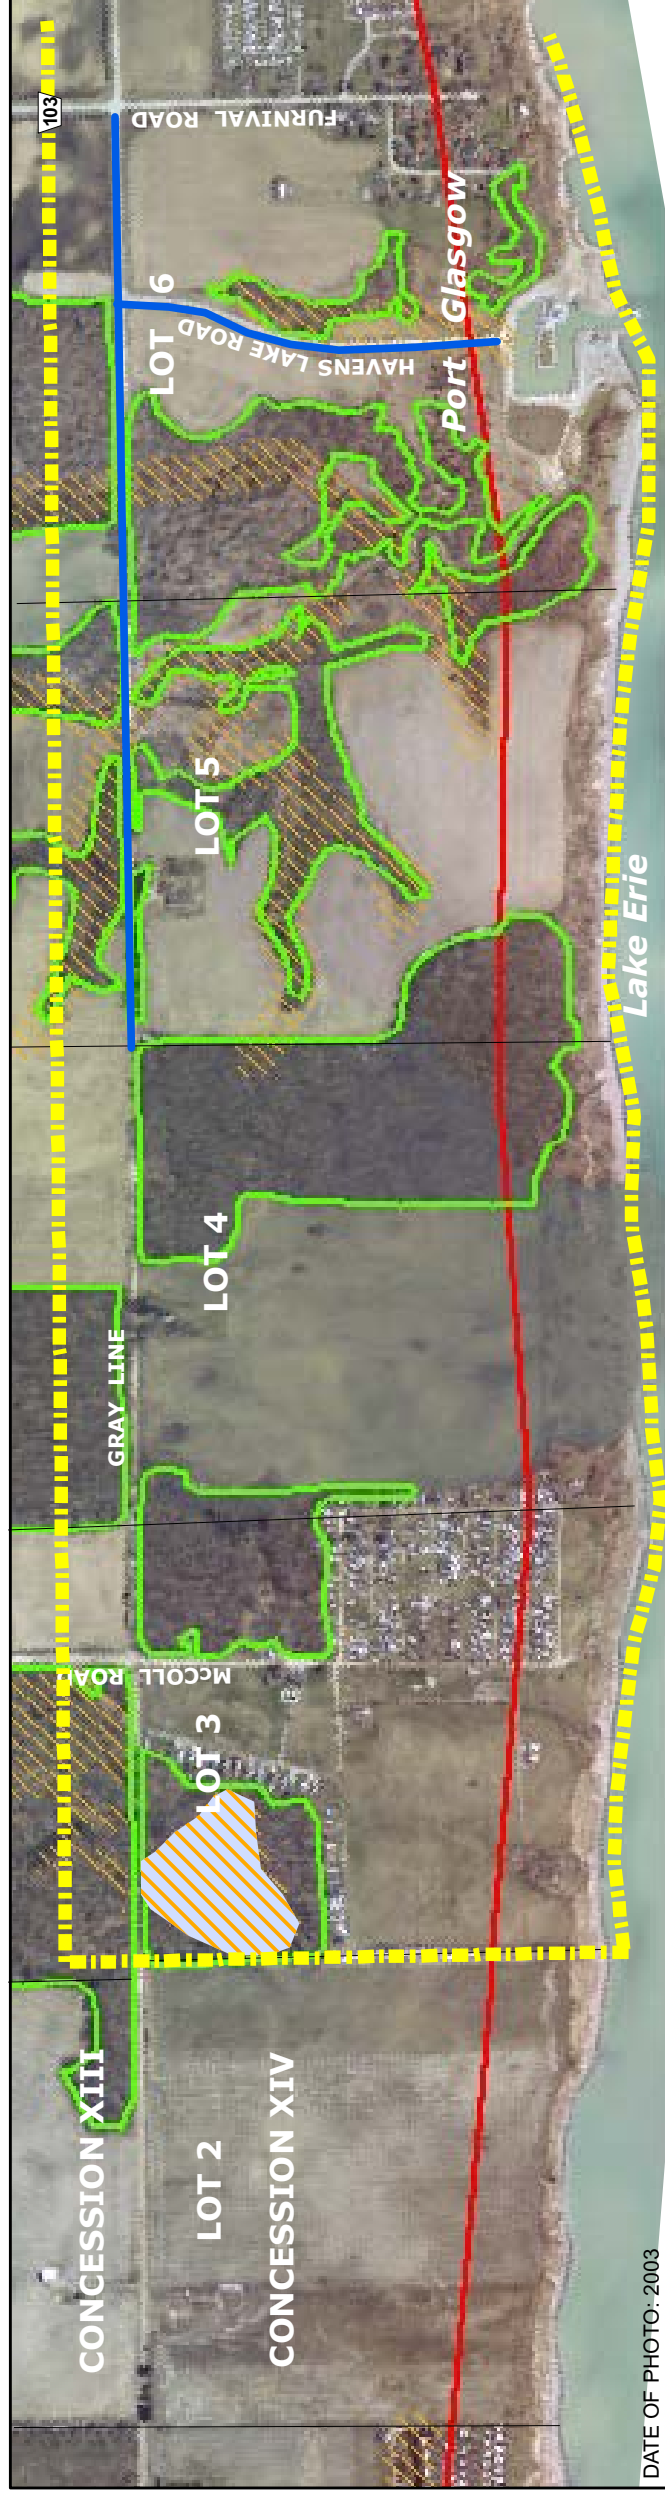 103
FURNIVAL ROAD
LOT 6
HAVENS LAKE ROAD
Port Glasgow
LOT 5
Lake Erie
LOT 4
GRAY LINE
McCOLL ROAD
LOT 3
CONCESSION XIII
LOT 2
CONCESSION XIV
DATE OF PHOTO: 2003